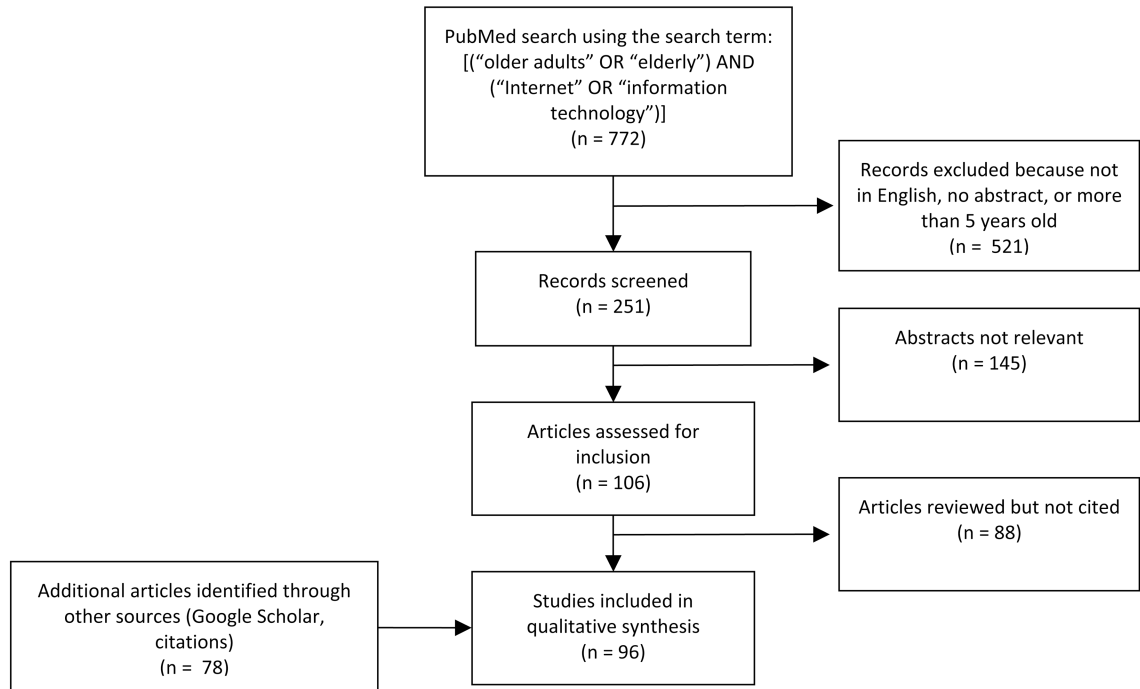 PubMed search using the search term:
[(“older adults” OR “elderly”) AND
(“Internet” OR “information
technology”)]
(n = 772)
Records excluded because not
in English, no abstract, or more
than 5 years old
(n =  521)
Records screened
(n = 251)
Abstracts not relevant
(n = 145)
Articles assessed for
inclusion
(n = 106)
Articles reviewed but not cited
(n = 88)
Additional articles identified through
other sources (Google Scholar,
citations)
(n =  78)
Studies included in
qualitative synthesis
(n = 96)